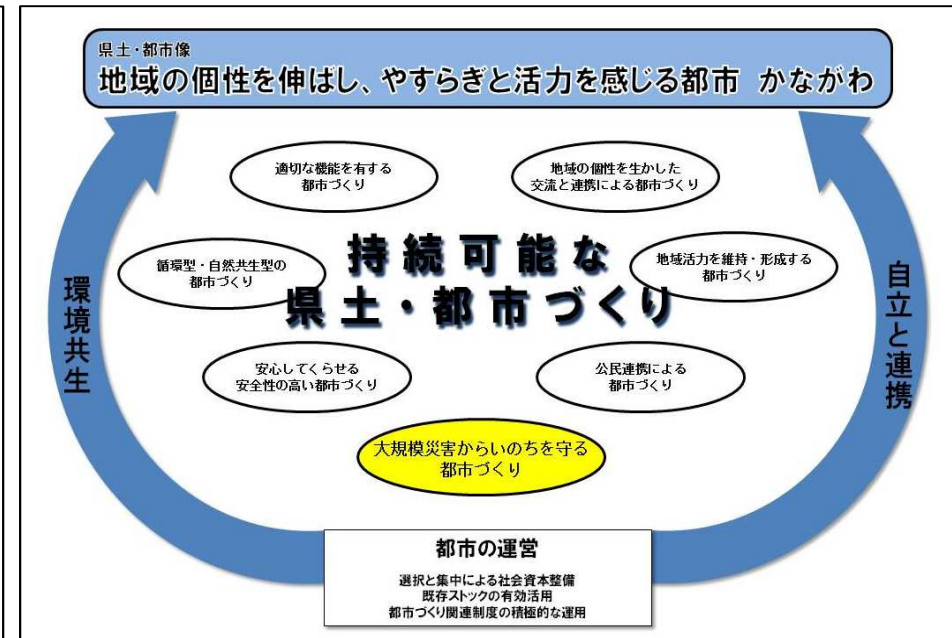 県土・都市像
地域の個性を伸ばし、やすらぎと活力を感じる都市 かながわ
適切な機能を有する
都市づくり
地域の個性を生かした
交流と連携による都市づくり
持続可能な
県土・都市づくり
循環型・自然共生型の
都市づくり
地域活力を維持・形成する
都市づくり
環境共生
自立と連携
安心してくらせる
安全性の高い都市づくり
公民連携による
都市づくり
大規模災害からいのちを守る
都市づくり
都市の運営
選択と集中による社会資本整備
既存ストックの有効活用
都市づくり関連制度の積極的な運用